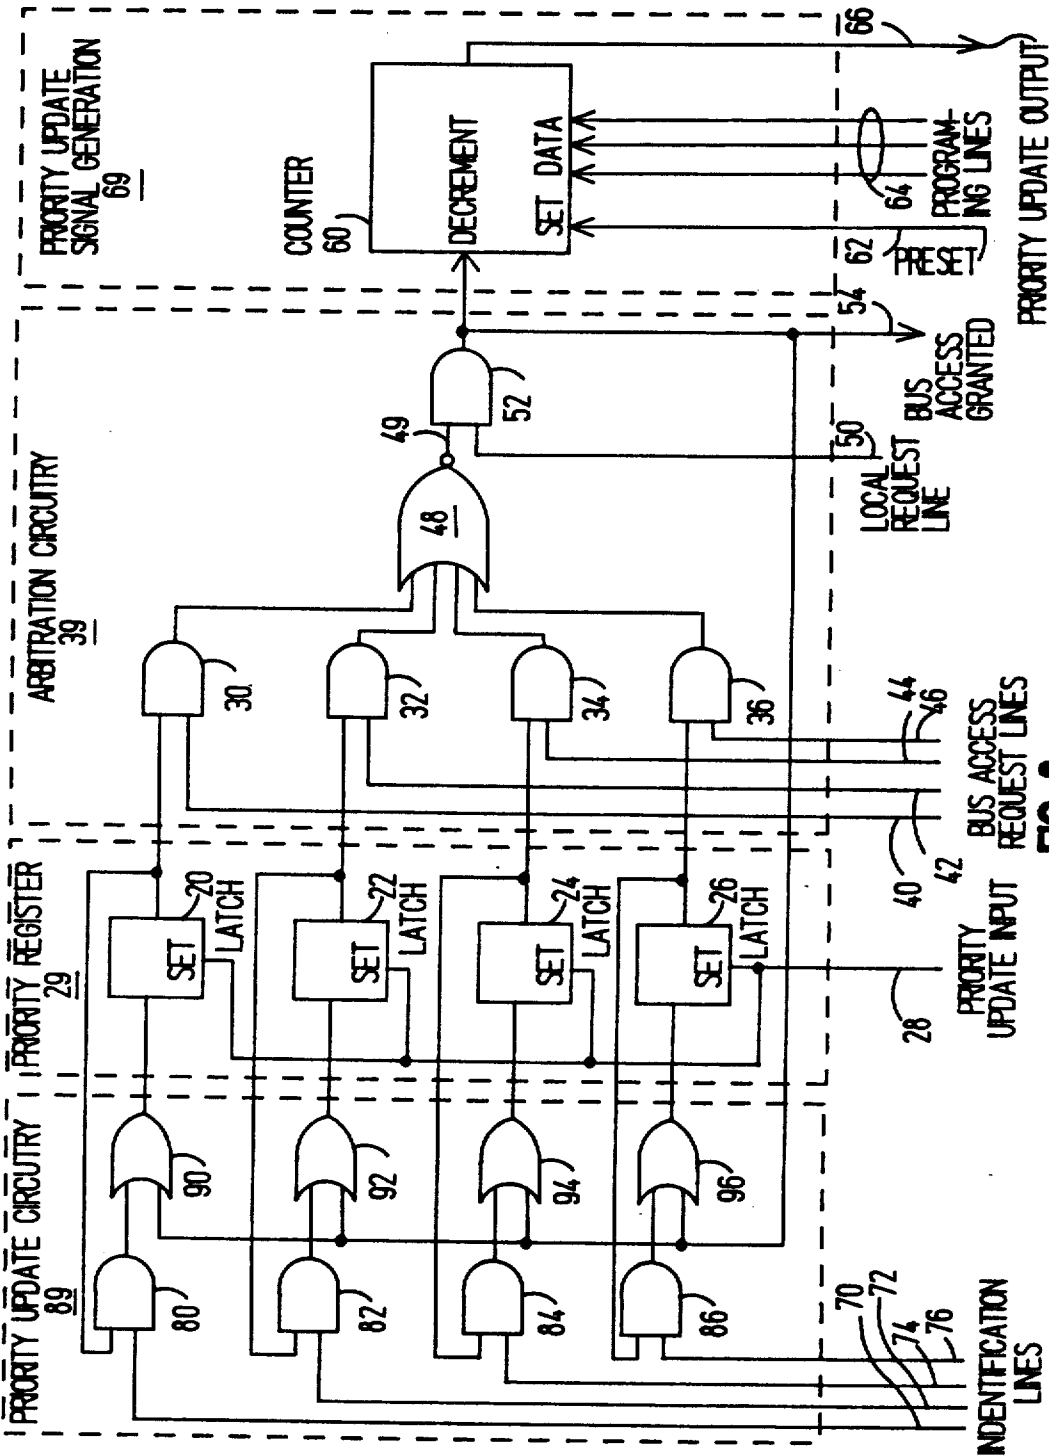 PRIORITY UPDATE CIRCUITRY
89
PRIORITY REGISTER
29
ARBITRATION CIRCUITRY
39
PRIORITY UPDATE
SIGNAL GENERATION
69
80
90
SET
20
LATCH
30
82
92
SET
22
LATCH
32
84
94
SET
24
LATCH
34
86
96
SET
26
LATCH
36
48
49
52
COUNTER
60
DECREMENT
SET DATA
70
72
74
76
INDENTIFICATION
LINES
28
PRIORITY
UPDATE INPUT
40
42
44
46
BUS ACCESS
REQUEST LINES
50
LOCAL
REQUEST
LINE
54
BUS
ACCESS
GRANTED
62
PRESET
64
PROGRAM-
ING LINES
66
PRIORITY UPDATE OUTPUT